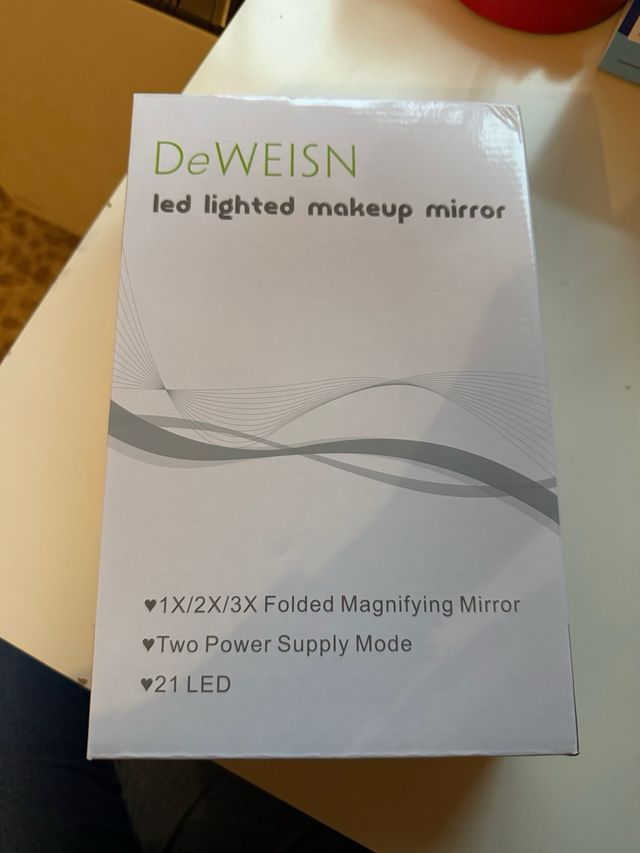 DeWEISN
led lighted makeup mirror
♥1X/2X/3X Folded Magnifying Mirror
♥Two Power Supply Mode
♥21 LED